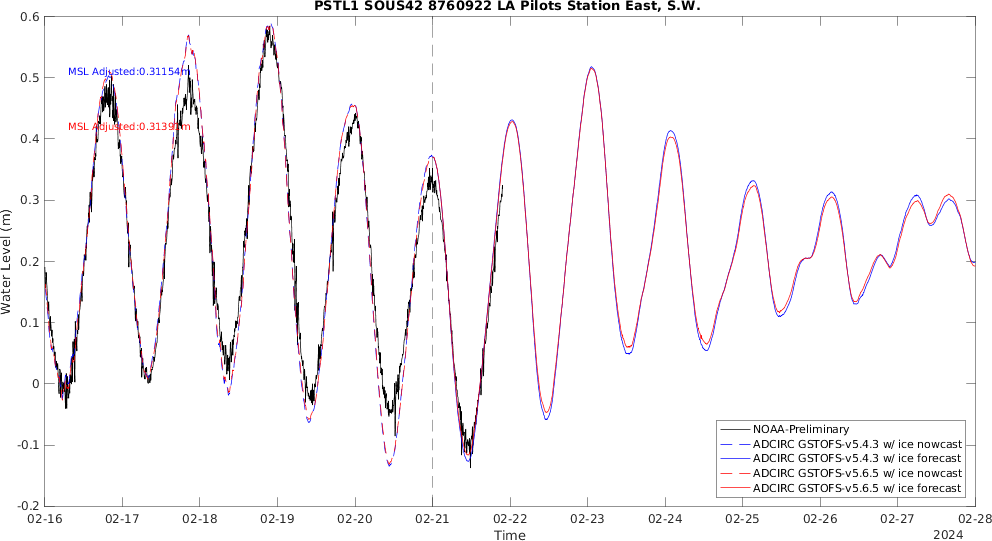 PSTL1 SOUS42 8760922 LA Pilots Station East, S.W.
0.6
0.5
0.4
0.3
0.2
0.1
0
-0.1
-0.2
Water Level (m)
MSL Adjusted:0.31154m
MSL
NOAA-Preliminary
ADCIRC GSTOFS-v5.4.3 w/ ice nowcast
ADCIRC GSTOFS-v5.4.3 w/ ice forecast
ADCIRC GSTOFS-v5.6.5 w/ ice nowcast
ADCIRC GSTOFS-v5.6.5 w/ ice forecast
02-16 02-17 02-18 02-19 02-20 02-21 02-22 02-23 02-24 02-25 02-26 02-27 02-28
Time
2024